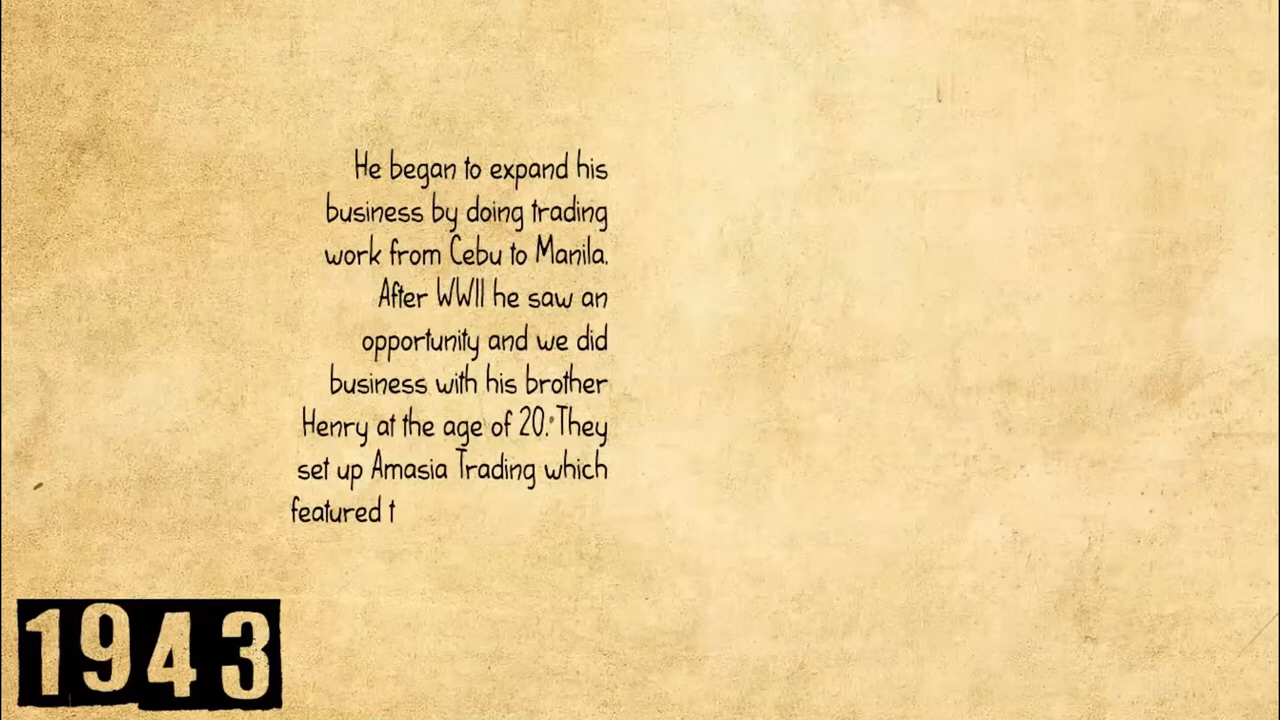 He began to expand his
business by doing trading
work from Cebu to Manila.
After WWII he saw an
opportunity and we did
business with his brother
Henry at the age of 20. They
set up Amasia Trading which
featured t
1943